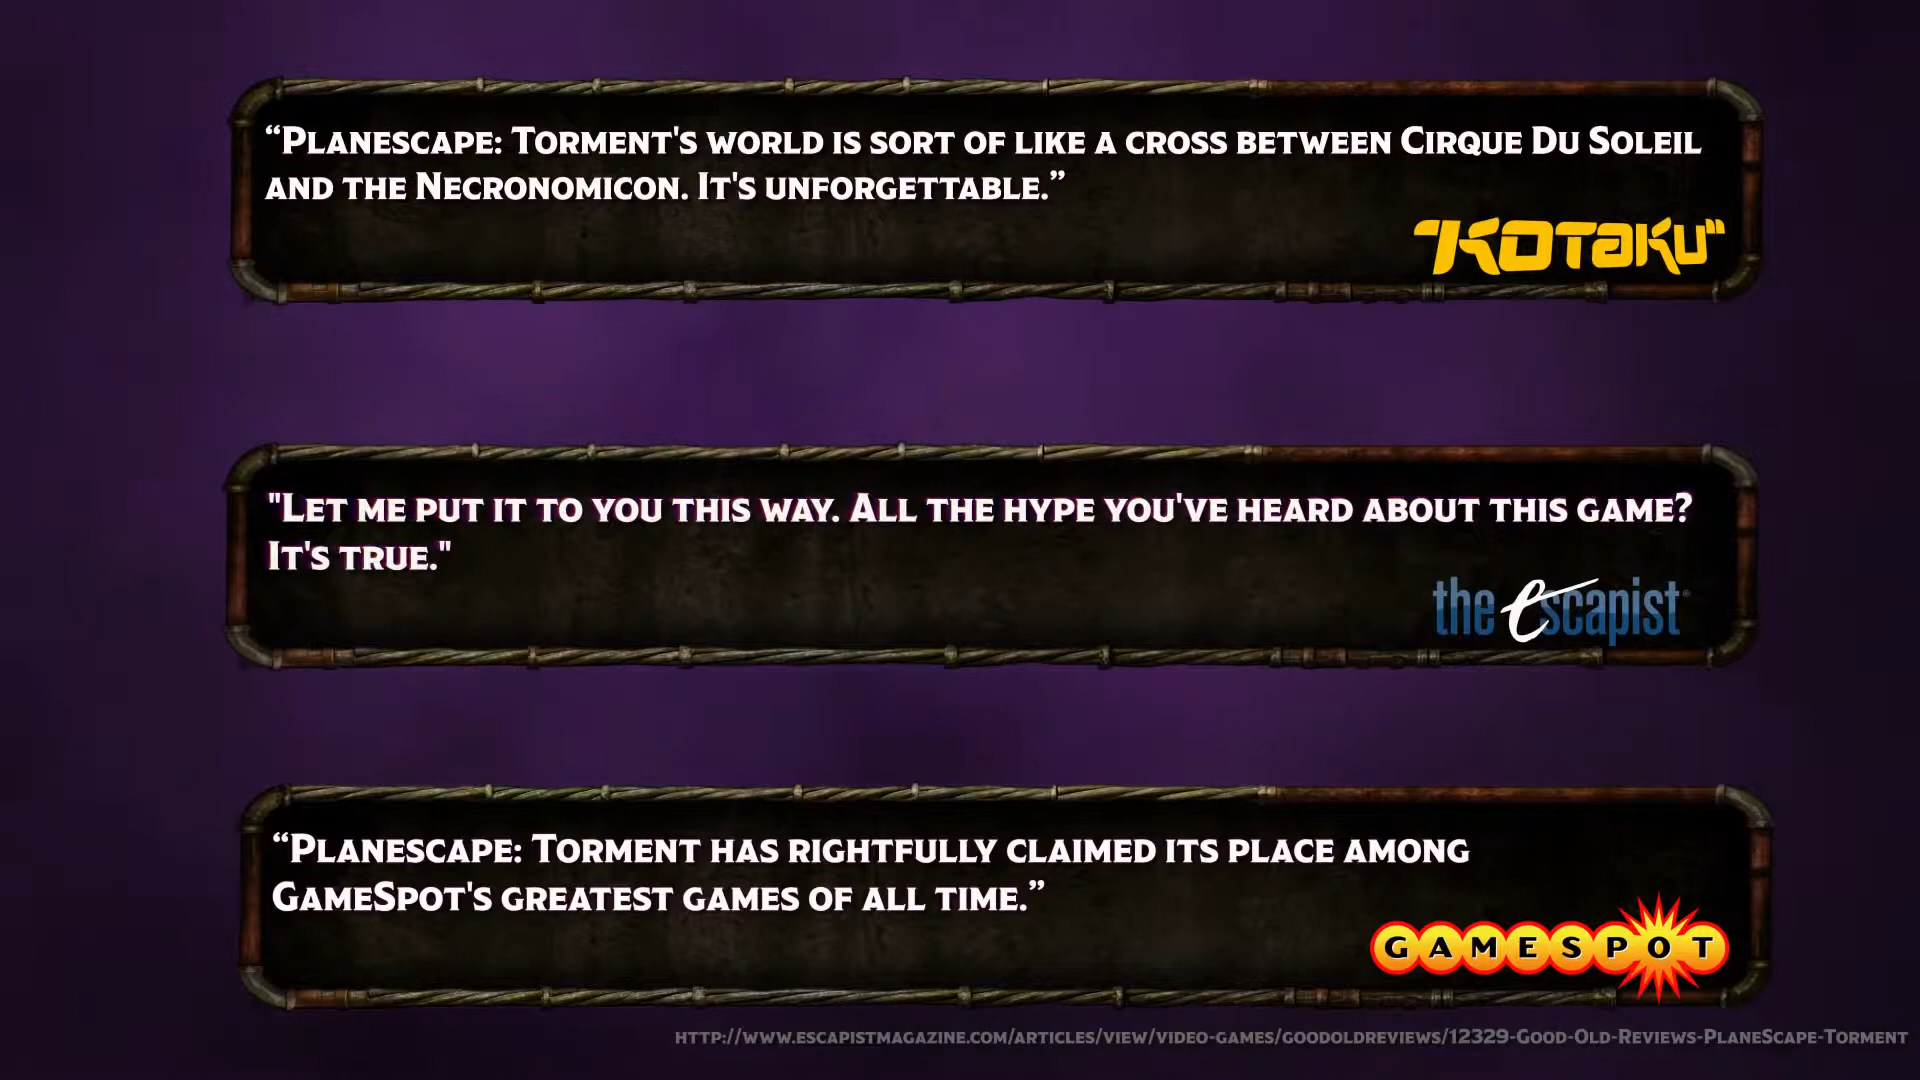 “Planescape: Torment's world is sort of like a cross between Cirque Du Soleil
and the Necronomicon. It's unforgettable.”
"Kotaku"
"Let me put it to you this way. All the hype you've heard about this game?
It's true."
the escapist
“Planescape: Torment has rightfully claimed its place among
GameSpot's greatest games of all time.”
GAMESPOT
http://www.escapistmagazine.com/articles/view/video-games/goodoldreviews/12329-Good-Old-Reviews-PlaneScape-Torment